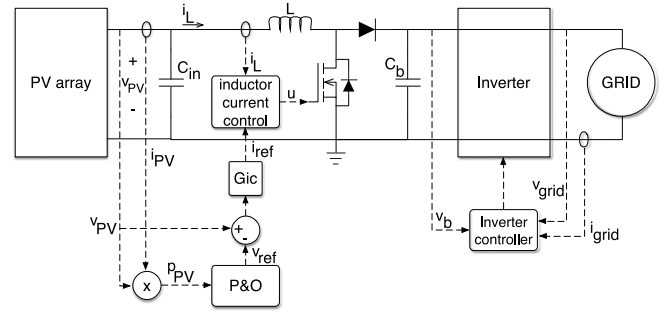 i_L
L
PV array
+
v_PV
-
C_in
i_L
inductor
current
control
u
C_b
Inverter
GRID
i_PV
i_ref
Gic
v_grid
v_PV
+
-
v_b
Inverter
controller
i_grid
v_ref
p_PV
x
P&O